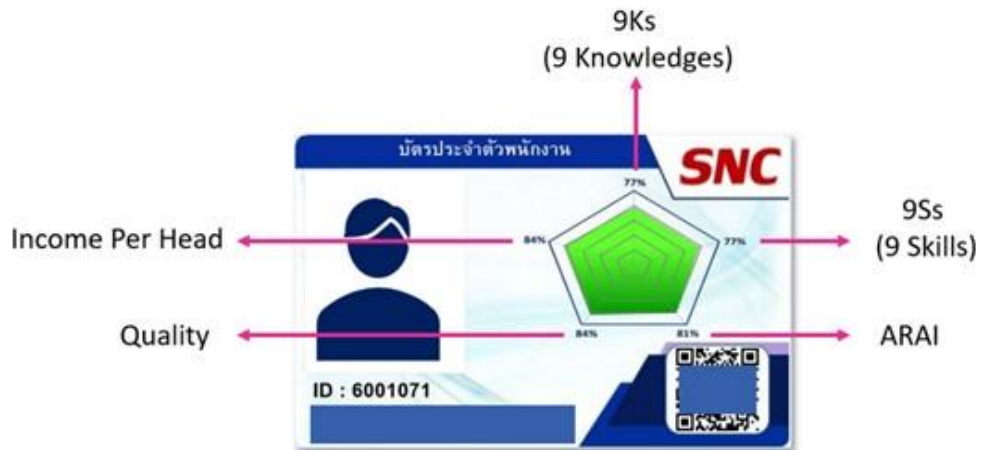 9Ks
(9 Knowledges)
บัตรประจำตัวพนักงาน
SNC
77%
Income Per Head
84%
77%
9Ss
(9 Skills)
Quality
84%
81%
ARAI
ID : 6001071